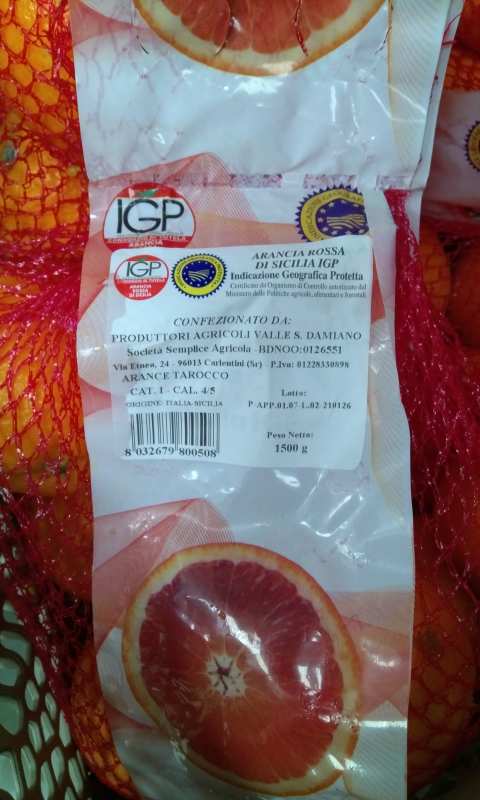 IGP
ARANCIA
IGP
ARANCIA
ROSSA
DI SICILIA
ARANCIA ROSSA
DI SICILIA IGP
Indicazione Geografica Protetta
Certificato da Organismo di Controllo autorizzato dal
Ministero delle Politiche agricole, alimentari e forestali
CONFEZIONATO DA:
PRODUTTORI AGRICOLI VALLE S. DAMIANO
Società Semplice Agricola -BDNOO:0126551
Via Etnea, 24 - 96013 Carlentini (Sr) - P.Iva: 01228330898
ARANCE TAROCCO
CAT. 1 - CAL. 4/5
ORIGINE- ITALIA-SICILIA
Lotto:
P-APP.01.07-L.02-210126
Peso Netto:
1500 g
8 032679 800508